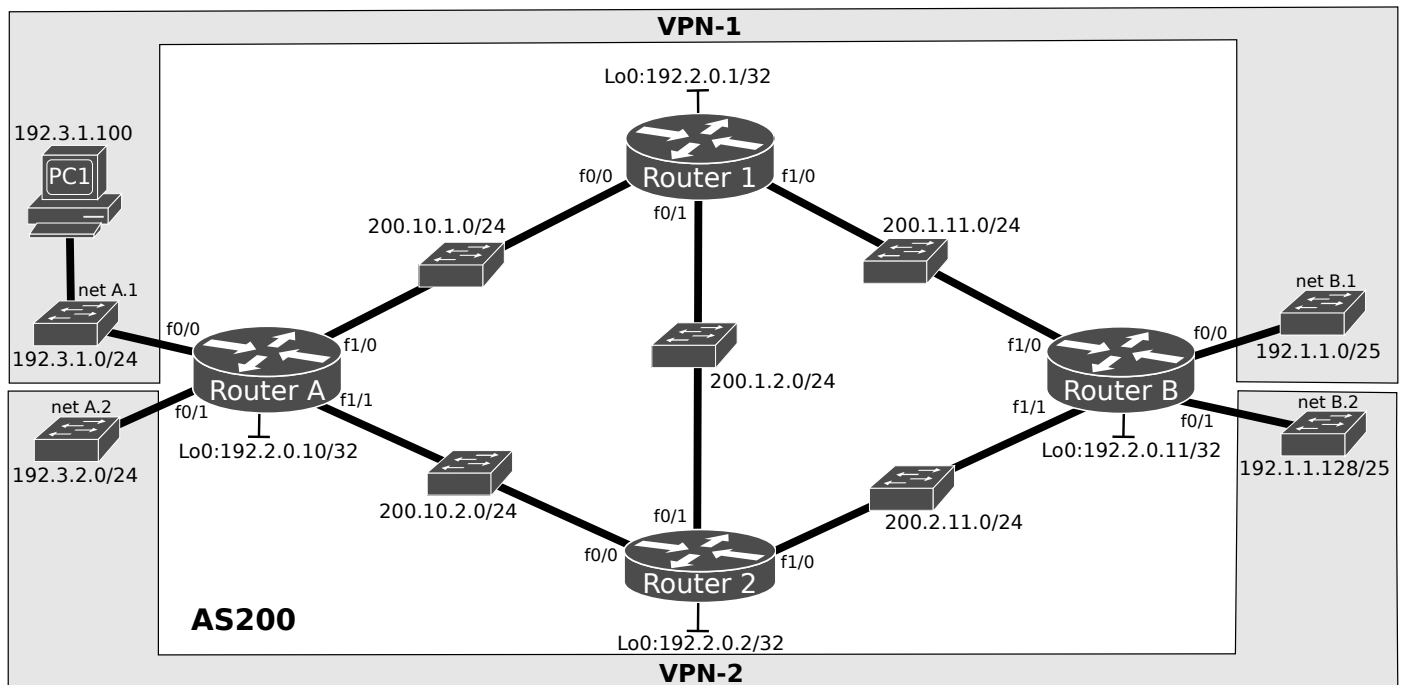 VPN-1
Lo0:192.2.0.1/32
192.3.1.100
PC1
Router 1
f0/0
f1/0
f0/1
200.10.1.0/24
200.1.11.0/24
net A.1
192.3.1.0/24
f0/0
f1/0
Router A
f0/1
f1/1
net A.2
192.3.2.0/24
Lo0:192.2.0.10/32
200.1.2.0/24
net B.1
192.1.1.0/25
f0/0
f1/0
Router B
f1/1
f0/1
net B.2
192.1.1.128/25
Lo0:192.2.0.11/32
200.10.2.0/24
200.2.11.0/24
f0/1
f0/0
f1/0
Router 2
Lo0:192.2.0.2/32
AS200
VPN-2